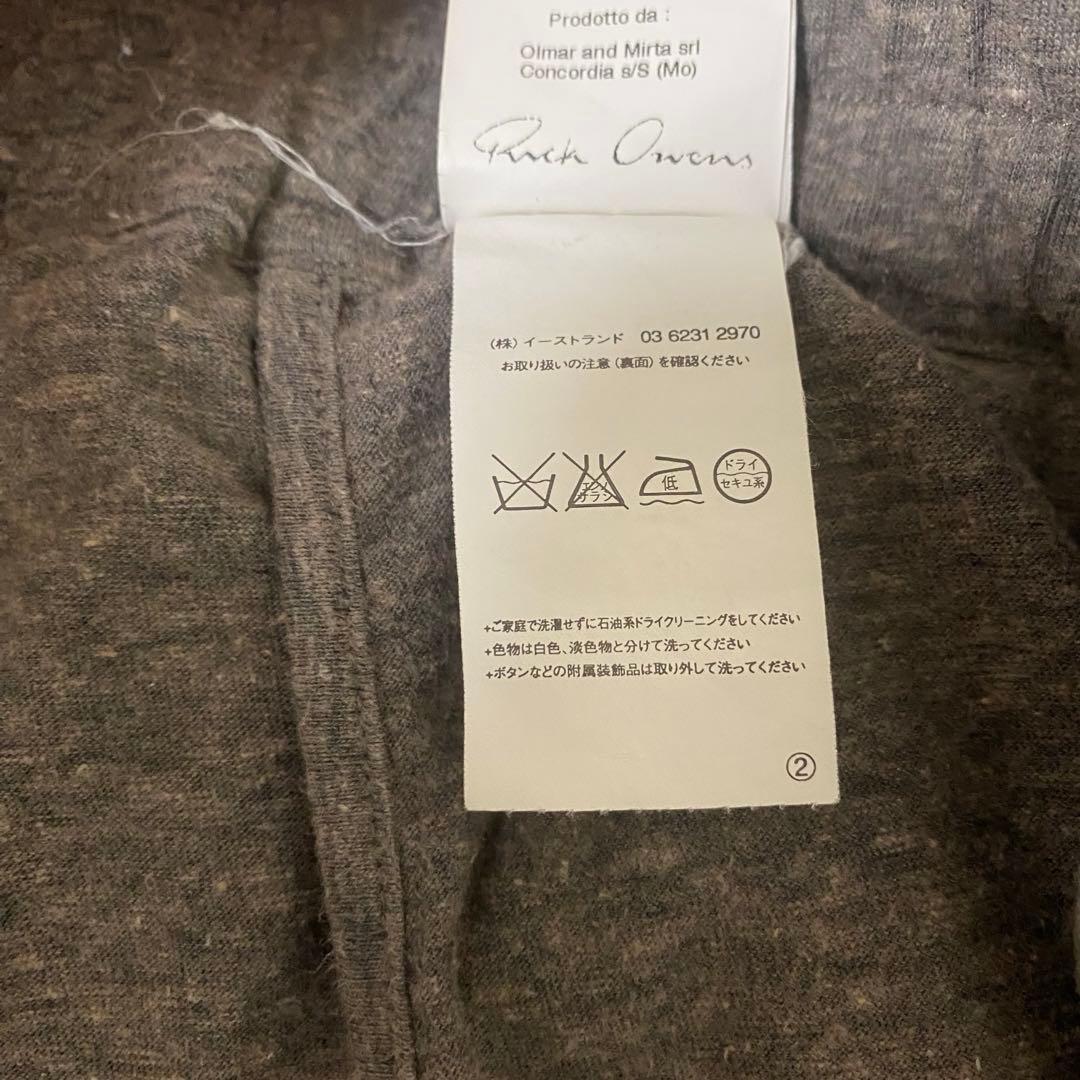 Prodotto da :
Olmar and Mirta srl
Concordia s/S (Mo)
Rick Owens
(株) イーストランド 03 6231 2970
お取り扱いの注意 (裏面) を確認ください
エンソ
サラシ
低
ドライ
セキユ系
+ご家庭で洗濯せずに石油系ドライクリーニングをしてください
+色物は白色、淡色物と分けて洗ってください
+ボタンなどの附属装飾品は取り外して洗ってください
②